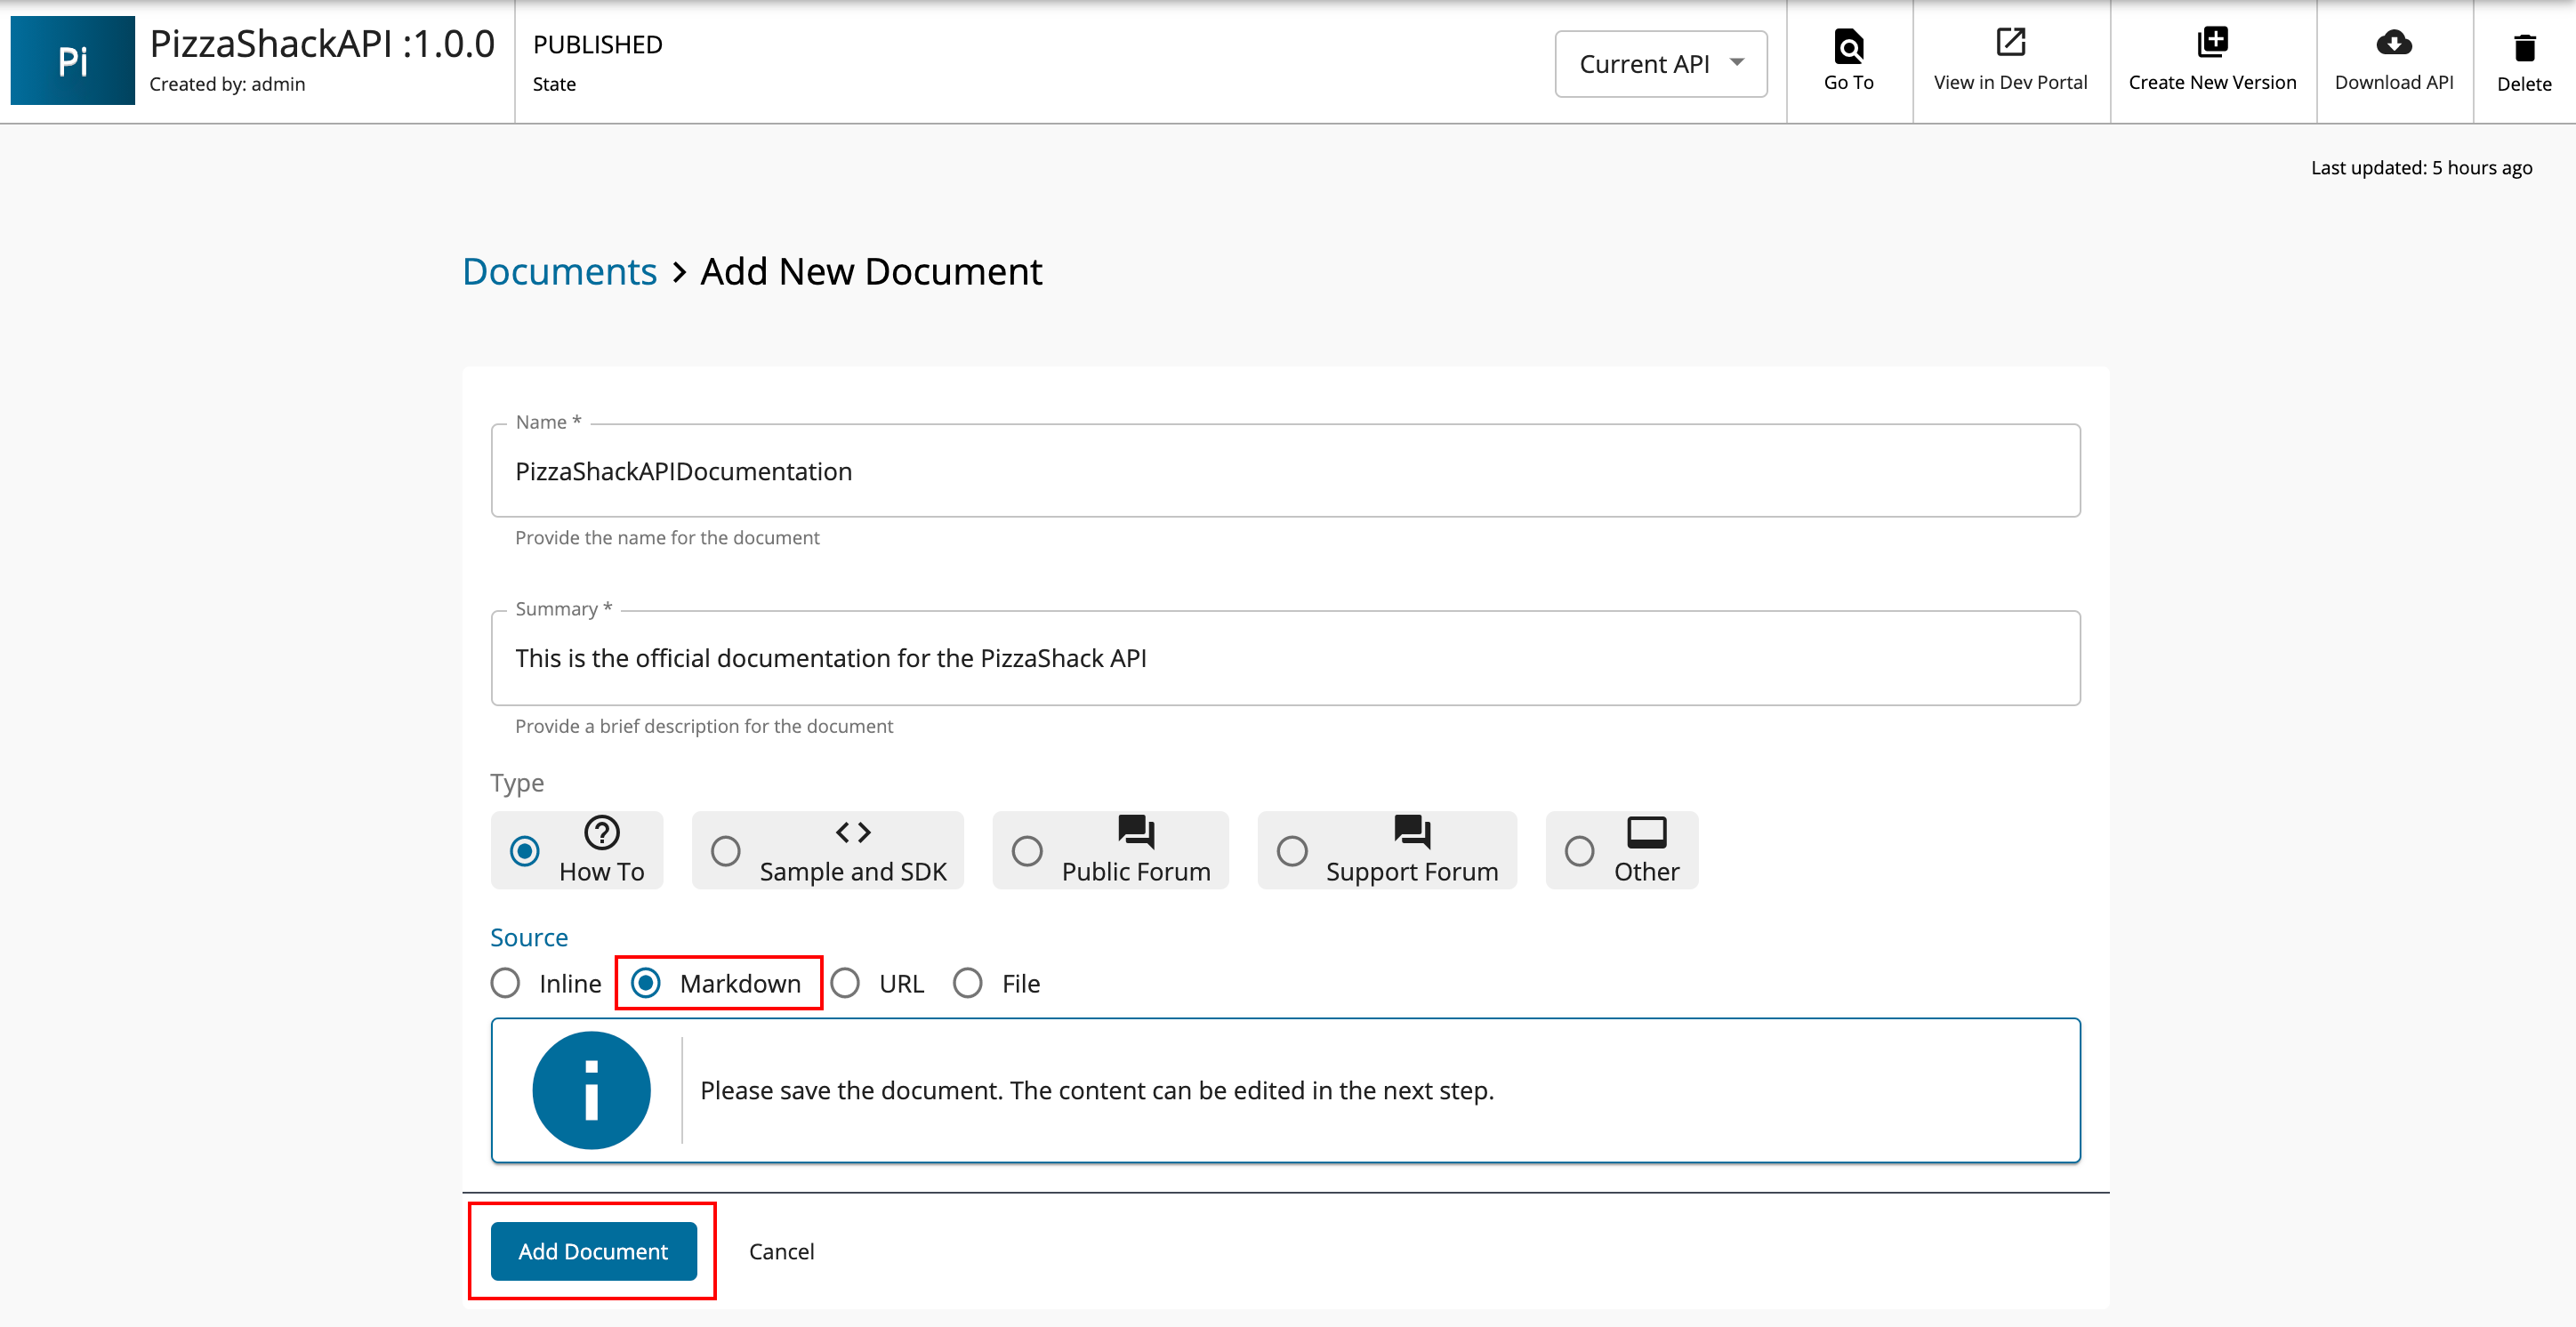 Pi
PizzaShackAPI :1.0.0
Created by: admin
PUBLISHED
State
Current API
Go To
View in Dev Portal
Create New Version
Download API
Delete
Last updated: 5 hours ago
Documents > Add New Document
Name *
PizzaShackAPIDocumentation
Provide the name for the document
Summary *
This is the official documentation for the PizzaShack API
Provide a brief description for the document
Type
How To
Sample and SDK
Public Forum
Support Forum
Other
Source
Inline
Markdown
URL
File
Please save the document. The content can be edited in the next step.
Add Document
Cancel